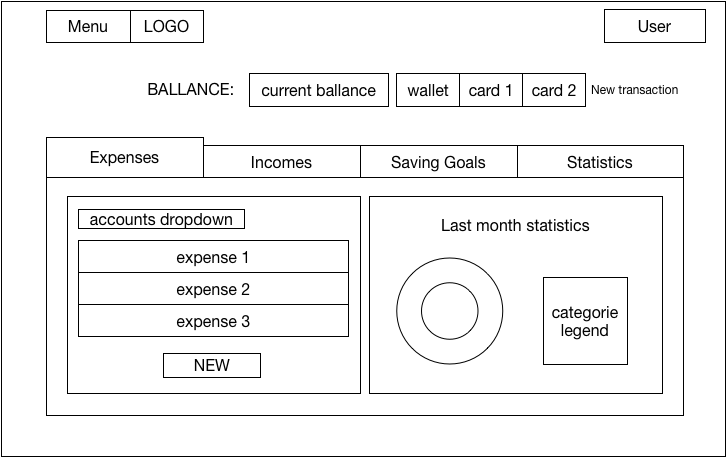 Menu
LOGO
User
BALLANCE:
current ballance
wallet
card 1
card 2
New transaction
Expenses
Incomes
Saving Goals
Statistics
accounts dropdown
expense 1
expense 2
expense 3
NEW
Last month statistics
categorie
legend